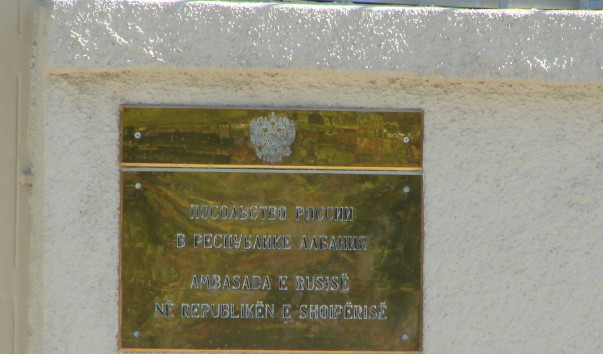 ПОСОЛЬСТВО РОССИИ
В РЕСПУБЛИКЕ АЛБАНИЯ
AMBASADA E RUSISË
NË REPUBLIKËN E SHQIPËRISË